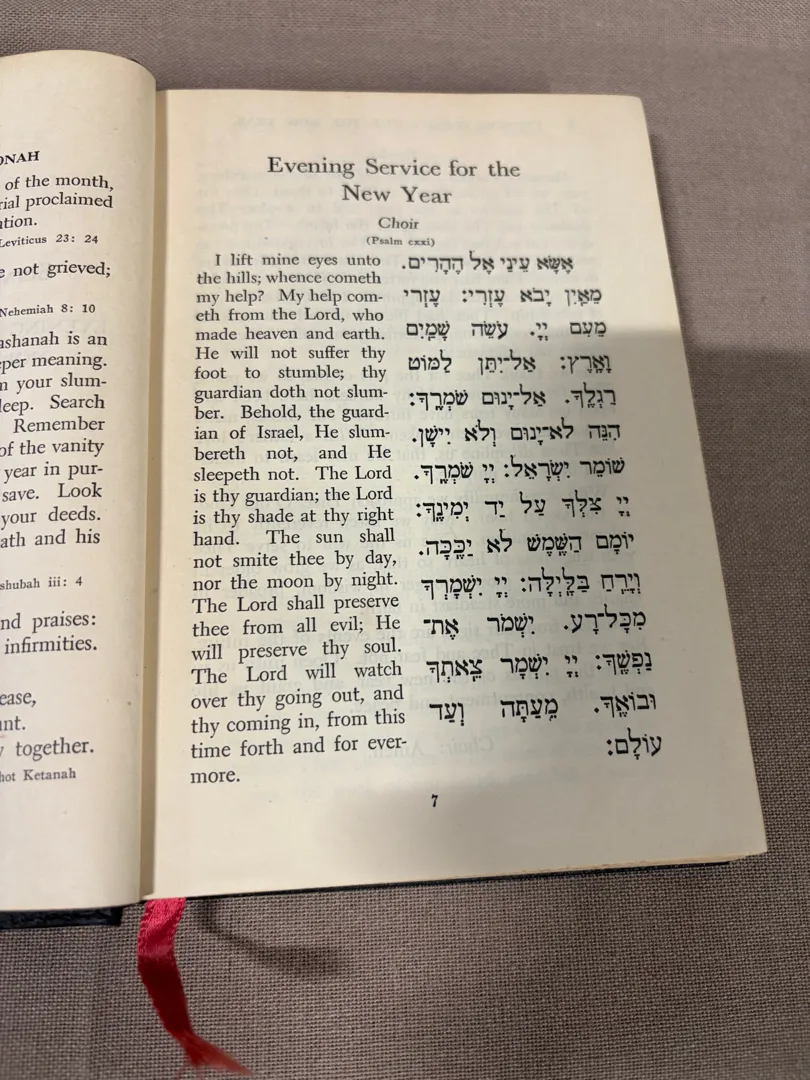 ONAH
of the month,
rial proclaimed
ation.
Leviticus 23: 24
e not grieved;
Nehemiah 8: 10
ashanah is an
eper meaning.
m your slum-
leep. Search
Remember
of the vanity
year in pur-
save. Look
your deeds.
ath and his
shubah iii: 4
nd praises:
infirmities.
ease,
nt.
y together.
hot Ketanah
Evening Service for the
New Year
Choir
(Psalm cxxi)
I lift mine eyes unto
the hills; whence cometh
my help? My help com-
eth from the Lord, who
made heaven and earth.
He will not suffer thy
foot to stumble; thy
guardian doth not slum-
ber. Behold, the guard-
ian of Israel, He slum-
bereth not, and He
sleepeth not. The Lord
is thy guardian; the Lord
is thy shade at thy right
hand. The sun shall
not smite thee by day,
nor the moon by night.
The Lord shall preserve
thee from all evil; He
will preserve thy soul.
The Lord will watch
over thy going out, and
thy coming in, from this
time forth and for ever-
more.
אֶשָּׂא עֵינַי אֶל הֶהָרִים.
מֵאַיִן יָבֹא עֶזְרִי: עֶזְרִי
מֵעִם יְיָ. עֹשֵׂה שָׁמַיִם
וָאָרֶץ: אַל־יִתֵּן לַמּוֹט
רַגְלֶךָ. אַל־יָנוּם שֹׁמְרֶךָ:
הִנֵּה לֹא־יָנוּם וְלֹא יִישָׁן.
שׁוֹמֵר יִשְׂרָאֵל: יְיָ שֹׁמְרֶךָ.
יְיָ צִלְּךָ עַל יַד יְמִינֶךָ:
יוֹמָם הַשֶּׁמֶשׁ לֹא יַכֶּכָּה.
וְיָרֵחַ בַּלָּיְלָה: יְיָ יִשְׁמָרְךָ
מִכָּל־רָע. יִשְׁמֹר אֶת־
נַפְשֶׁךָ: יְיָ יִשְׁמָר צֵאתְךָ
וּבוֹאֶךָ. מֵעַתָּה וְעַד
עוֹלָם:
7